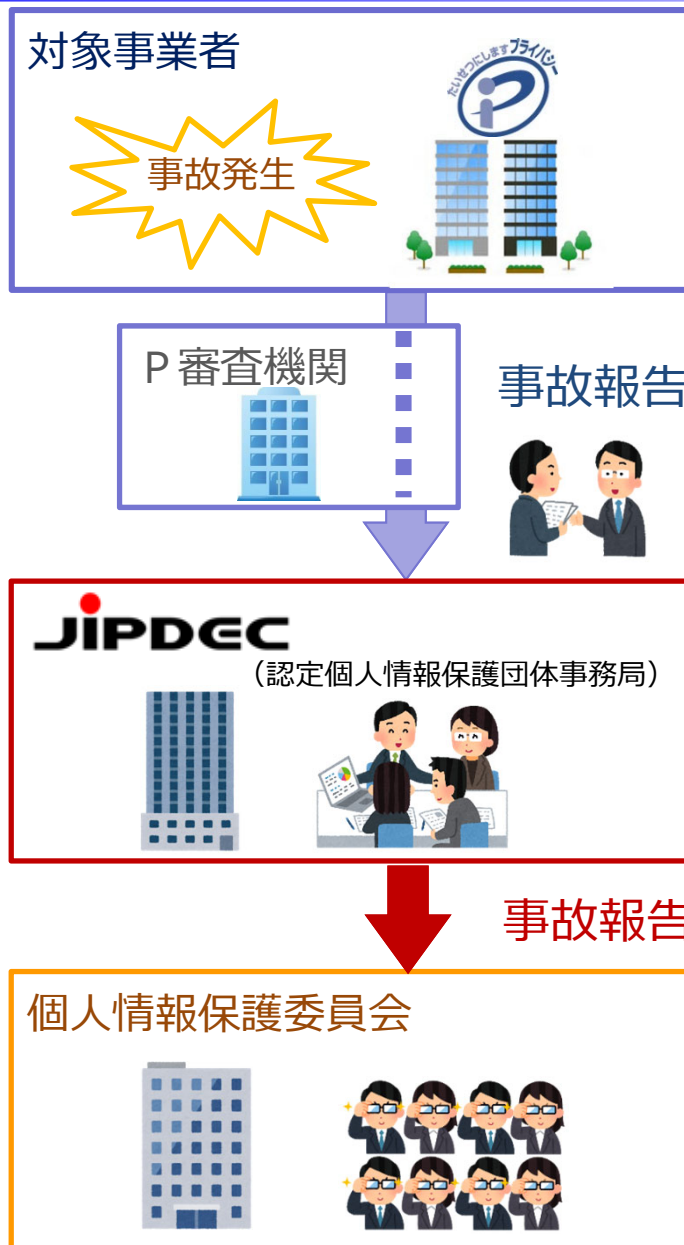 対象事業者
たいせつにしますプライバシー
事故発生
P審査機関
事故報告
JIPDEC
（認定個人情報保護団体事務局）
事故報告
個人情報保護委員会